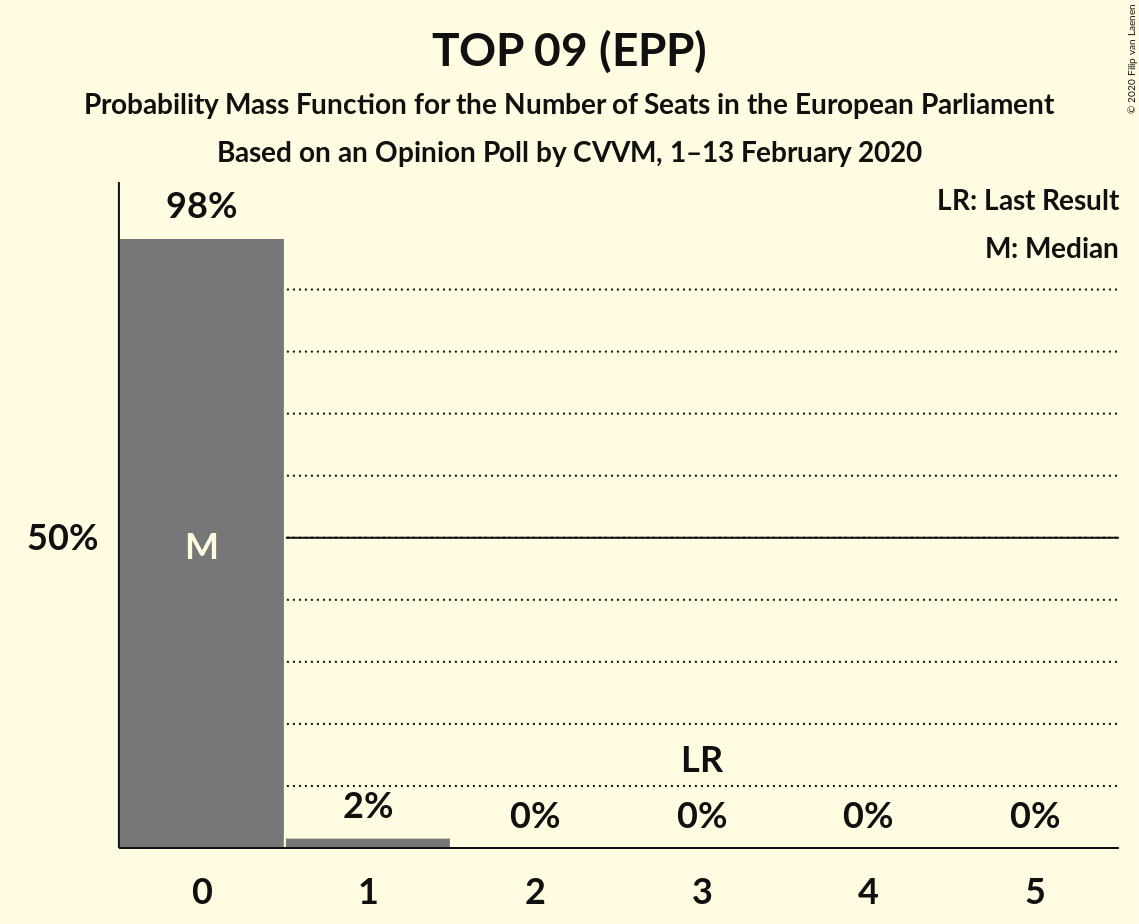 TOP 09 (EPP)
Probability Mass Function for the Number of Seats in the European Parliament
Based on an Opinion Poll by CVVM, 1–13 February 2020
© 2020 Filip van Laenen
LR: Last Result
M: Median
98%
50%
M
LR
2%
0%
0%
0%
0%
0
1
2
3
4
5